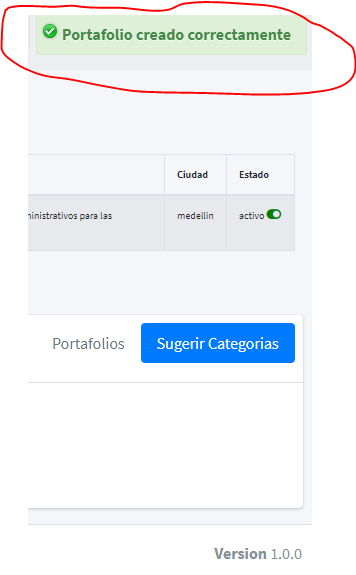 Portafolio creado correctamente
Ciudad Estado
ministrativos para las medellin activo
Portafolios Sugerir Categorias
Version 1.0.0